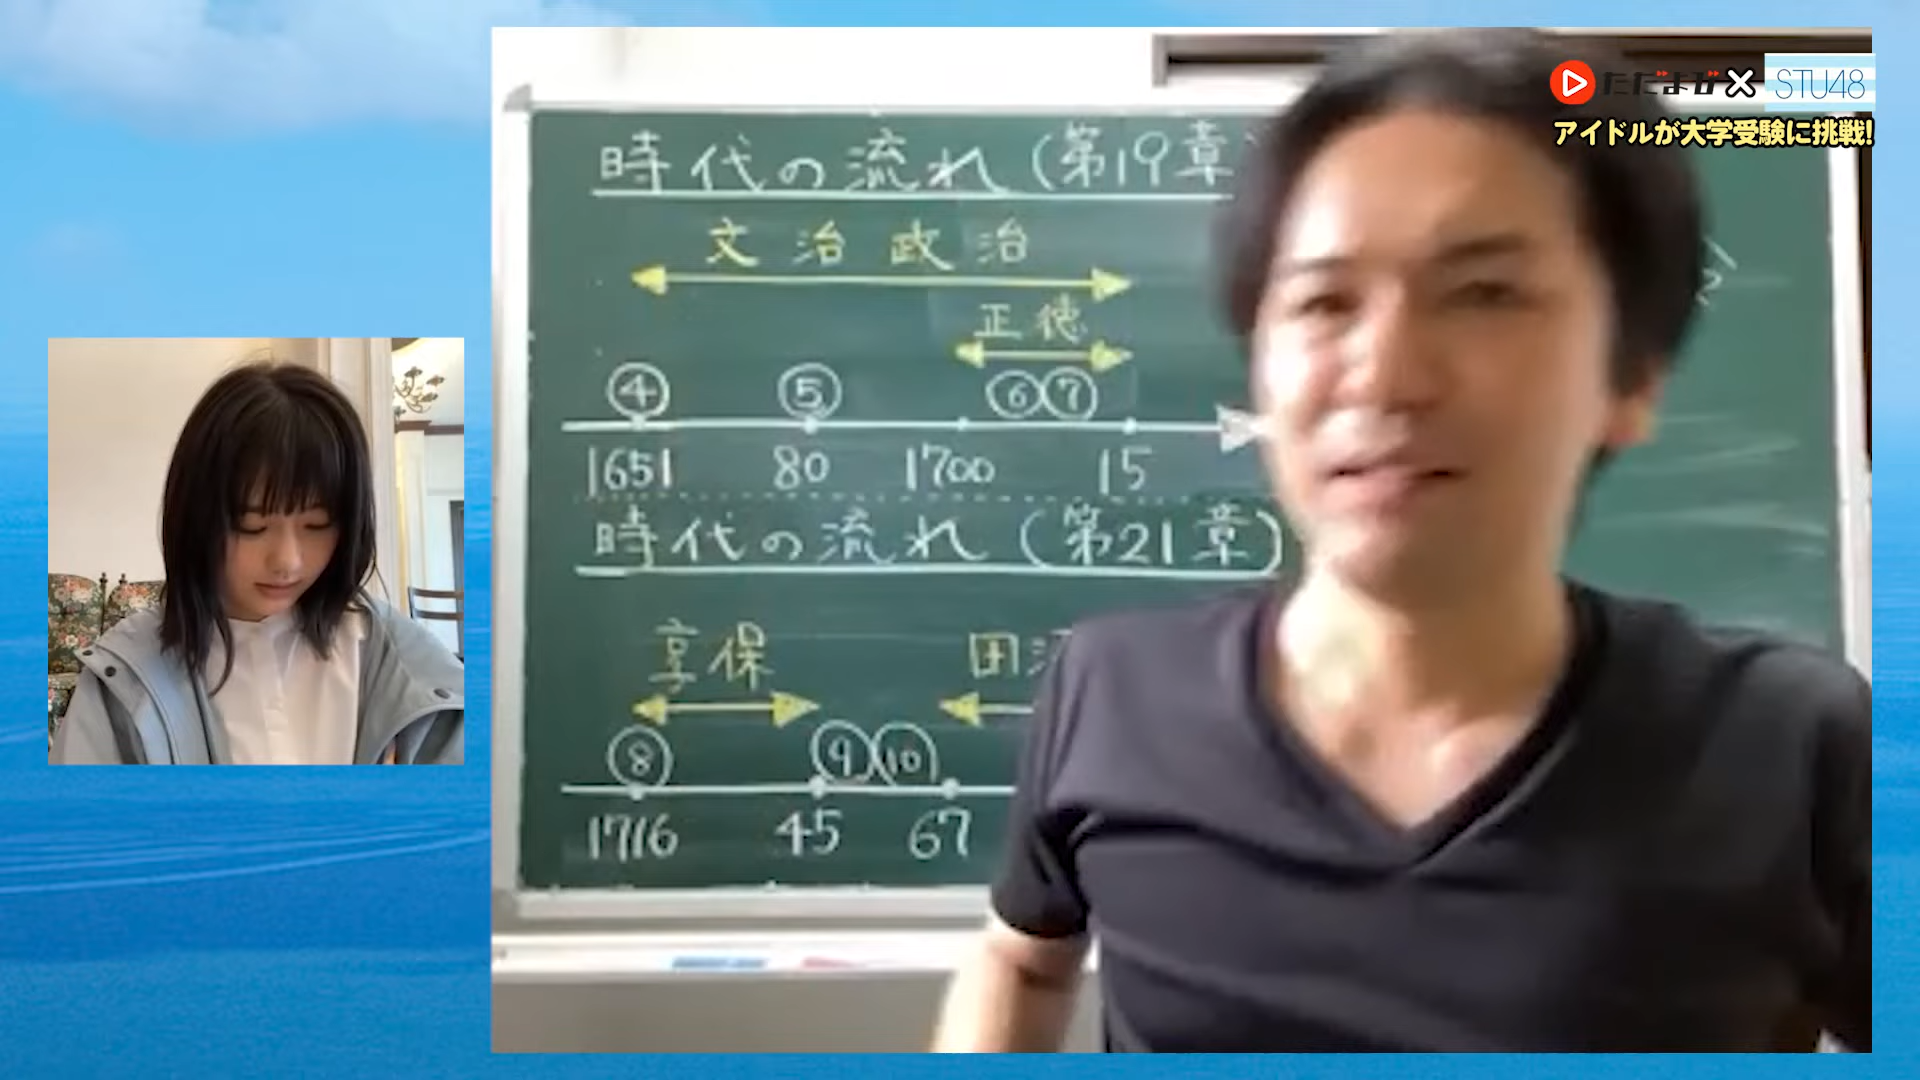 ただよび×STU48
アイドルが大学受験に挑戦!
時代の流れ(第19章
文治政治
正徳
④ ⑤ ⑥⑦
1651 80 1700 15
時代の流れ(第21章)
享保 田沼
⑧ ⑨⑩
1716 45 67